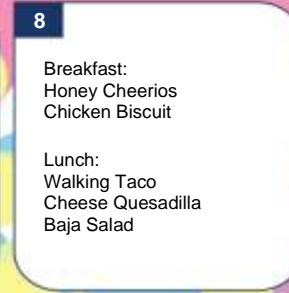 8
Breakfast:
Honey Cheerios
Chicken Biscuit
Lunch:
Walking Taco
Cheese Quesadilla
Baja Salad